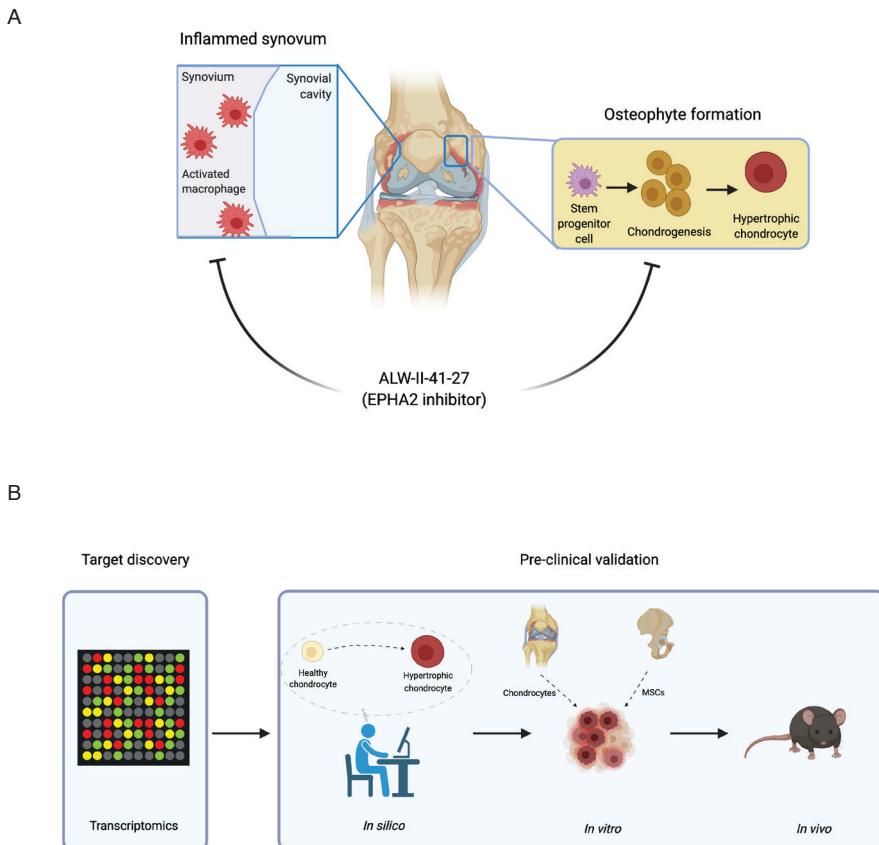 A
Inflammed synovum
Synovium
Synovial
cavity
Activated
macrophage
Osteophyte formation
Stem
progenitor
cell
Chondrogenesis
Hypertrophic
chondrocyte
ALW-II-41-27
(EPHA2 inhibitor)
B
Target discovery
Pre-clinical validation
Transcriptomics
Healthy
chondrocyte
Hypertrophic
chondrocyte
In silico
Chondrocytes
MSCs
In vitro
In vivo